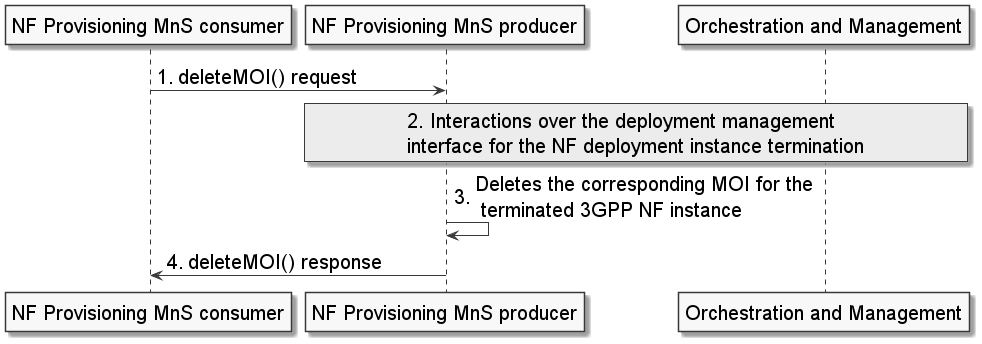 NF Provisioning MnS consumer
NF Provisioning MnS producer
Orchestration and Management
1. deleteMOI() request
2. Interactions over the deployment management
interface for the NF deployment instance termination
3. Deletes the corresponding MOI for the
terminated 3GPP NF instance
4. deleteMOI() response
NF Provisioning MnS consumer
NF Provisioning MnS producer
Orchestration and Management